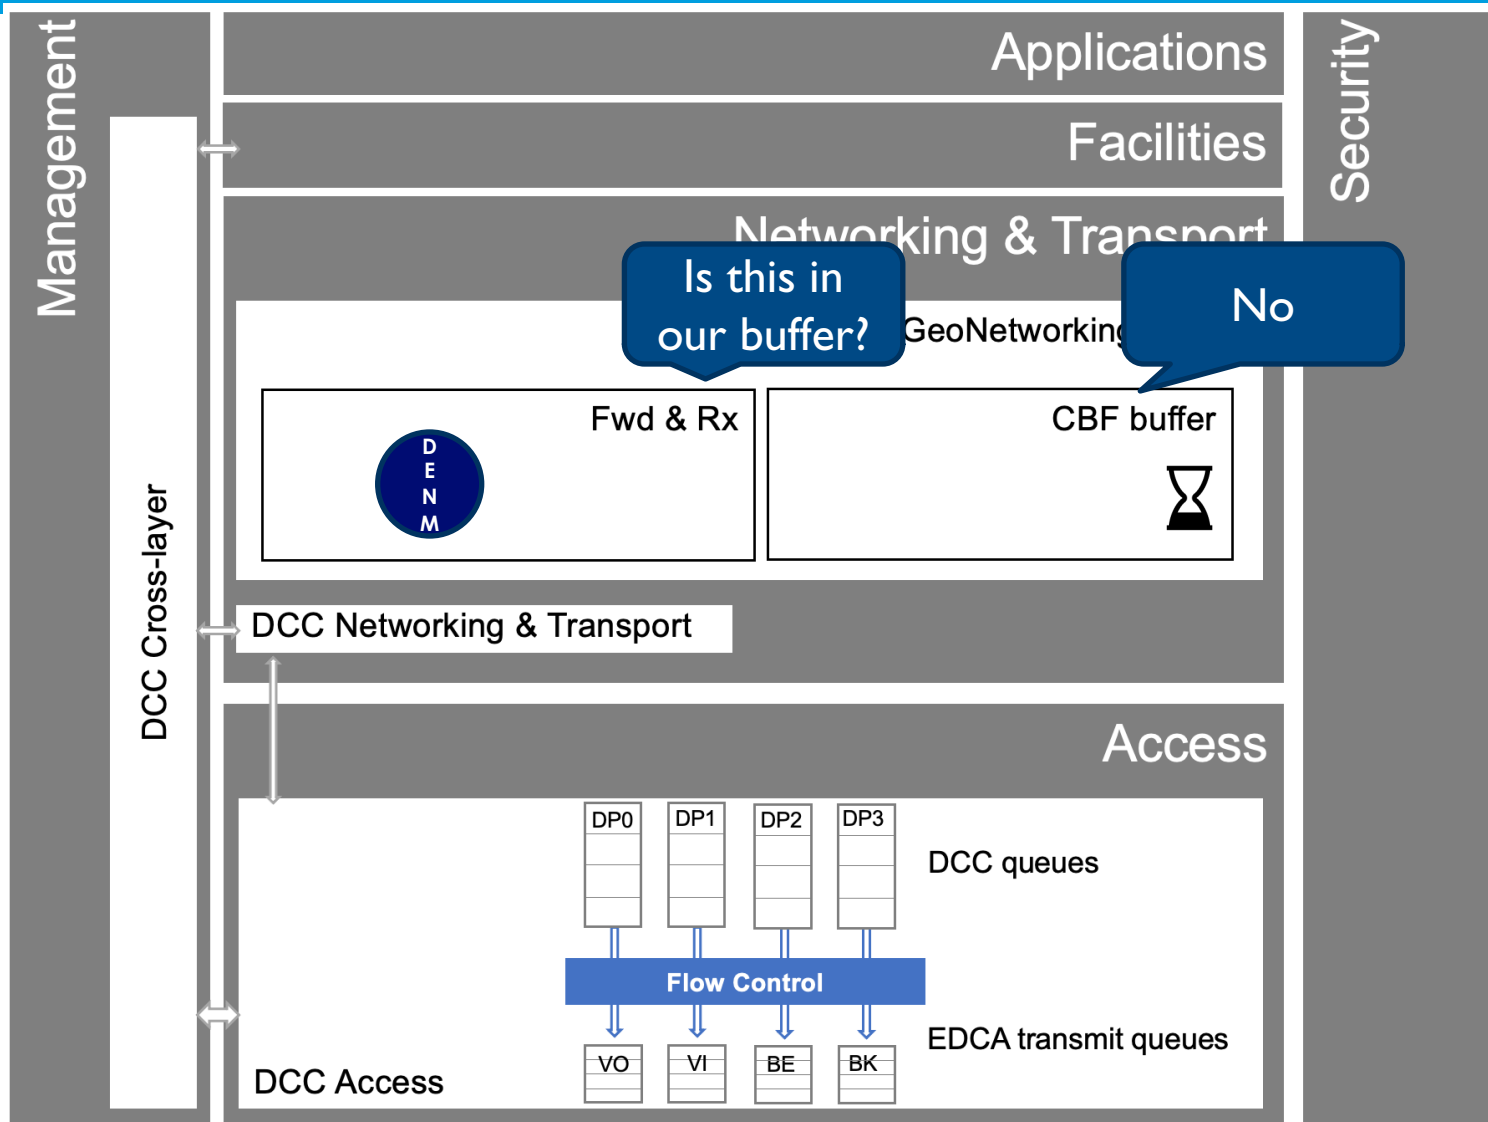 Management
Applications
Security
Facilities
Networking & Transport
Is this in
our buffer?
No
GeoNetworking
Fwd & Rx
CBF buffer
D
E
N
M
DCC Cross-layer
DCC Networking & Transport
Access
DP0
DP1
DP2
DP3
DCC queues
Flow Control
EDCA transmit queues
VO
VI
BE
BK
DCC Access